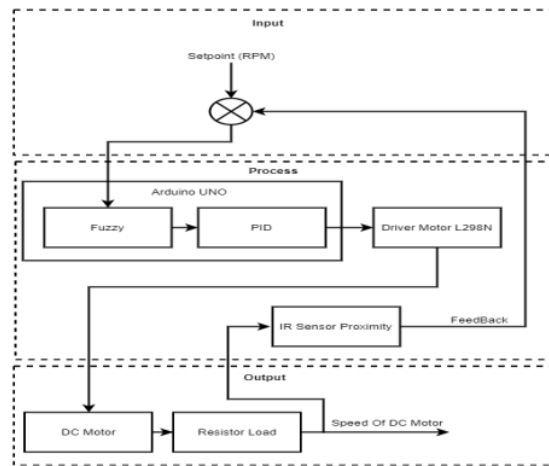 Input
Setpoint (RPM)
Process
Arduino UNO
Fuzzy
PID
Driver Motor L298N
IR Sensor Proximity
FeedBack
Output
DC Motor
Resistor Load
Speed Of DC Motor